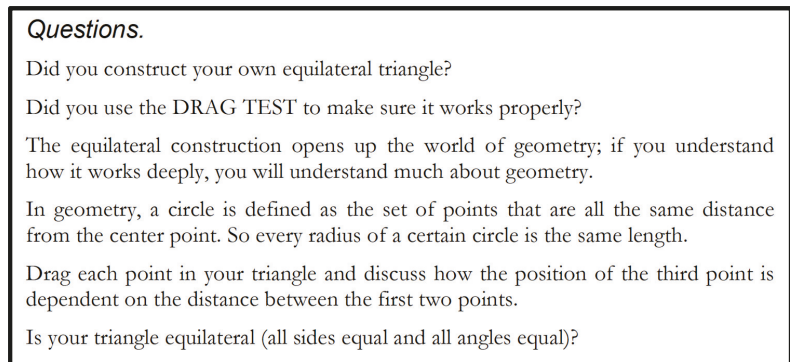 Questions.
Did you construct your own equilateral triangle?
Did you use the DRAG TEST to make sure it works properly?
The equilateral construction opens up the world of geometry; if you understand
how it works deeply, you will understand much about geometry.
In geometry, a circle is defined as the set of points that are all the same distance
from the center point. So every radius of a certain circle is the same length.
Drag each point in your triangle and discuss how the position of the third point is
dependent on the distance between the first two points.
Is your triangle equilateral (all sides equal and all angles equal)?